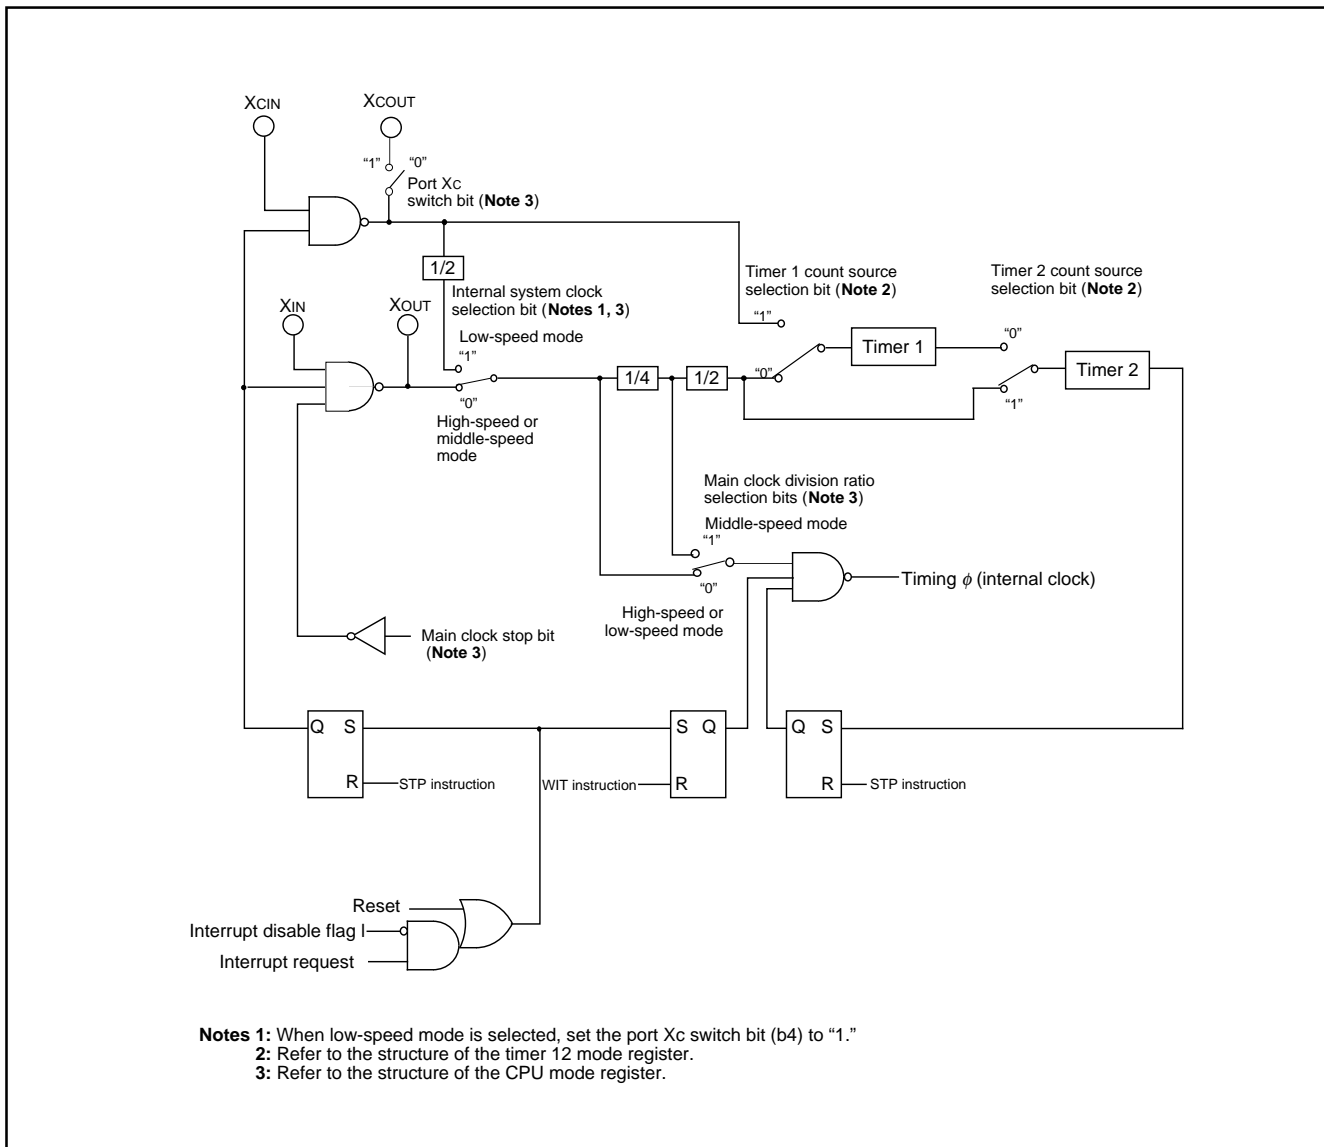 XCIN
XCOUT
“1”
“0”
Port XC
switch bit (Note 3)
1/2
Internal system clock
selection bit (Notes 1, 3)
XIN
XOUT
Low-speed mode
“1”
“0”
High-speed or
middle-speed
mode
Timer 1 count source
selection bit (Note 2)
“1”
Timer 2 count source
selection bit (Note 2)
“0”
Timer 1
1/4
1/2
“0”
Timer 2
“1”
Main clock division ratio
selection bits (Note 3)
Middle-speed mode
“1”
“0”
Timing ϕ (internal clock)
High-speed or
low-speed mode
Main clock stop bit
(Note 3)
Q S
R
STP instruction
WIT instruction
S Q
R
Q S
R
STP instruction
Reset
Interrupt disable flag I
Interrupt request
Notes 1: When low-speed mode is selected, set the port Xc switch bit (b4) to “1.”
2: Refer to the structure of the timer 12 mode register.
3: Refer to the structure of the CPU mode register.